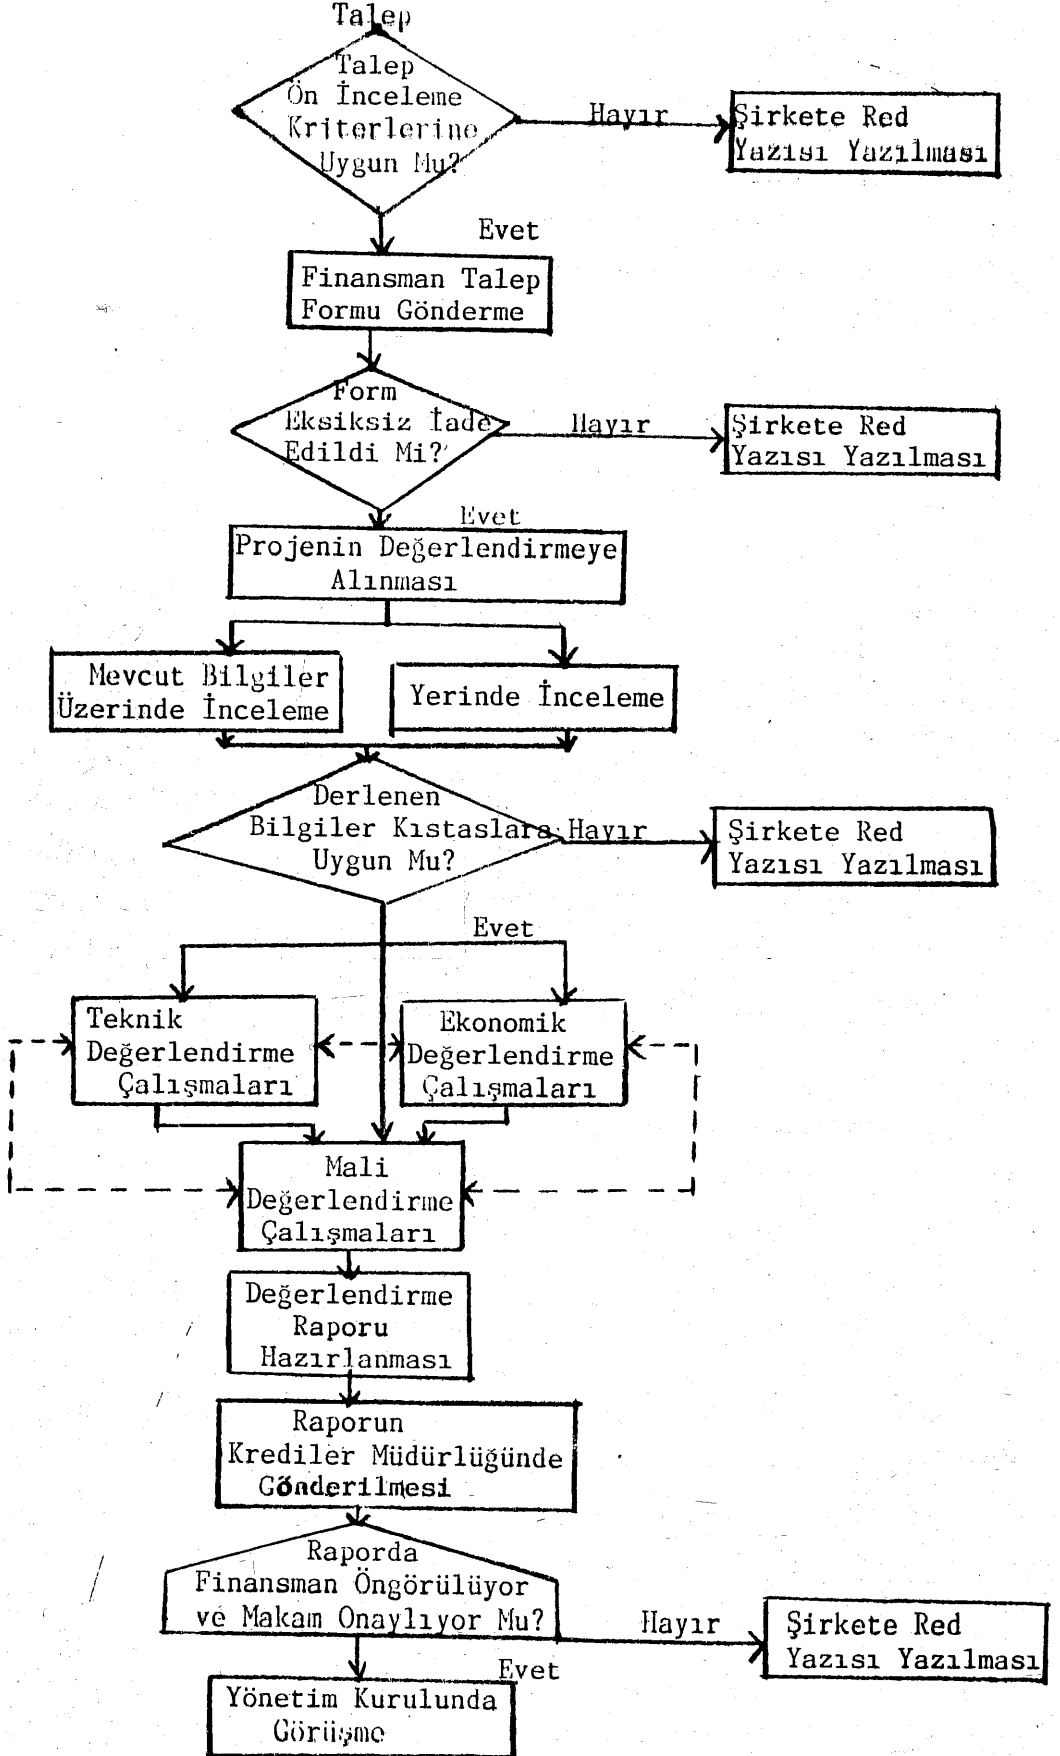 Talep
Talep
Ön İnceleme
Kriterlerine
Uygun Mu?
Hayır
Şirkete Red
Yazısı Yazılması
Evet
Finansman Talep
Formu Gönderme
Form
Eksiksiz İade
Edildi Mi?
Hayır
Şirkete Red
Yazısı Yazılması
Evet
Projenin Değerlendirmeye
Alınması
Mevcut Bilgiler
Üzerinde İnceleme
Yerinde İnceleme
Derlenen
Bilgiler Kıstaslara
Uygun Mu?
Hayır
Şirkete Red
Yazısı Yazılması
Evet
Teknik
Değerlendirme
Çalışmaları
Ekonomik
Değerlendirme
Çalışmaları
Mali
Değerlendirme
Çalışmaları
Değerlendirme
Raporu
Hazırlanması
Raporun
Krediler Müdürlüğünde
Gönderilmesi
Raporda
Finansman Öngörülüyor
ve Makam Onaylıyor Mu?
Hayır
Şirkete Red
Yazısı Yazılması
Evet
Yönetim Kurulunda
Görüşme